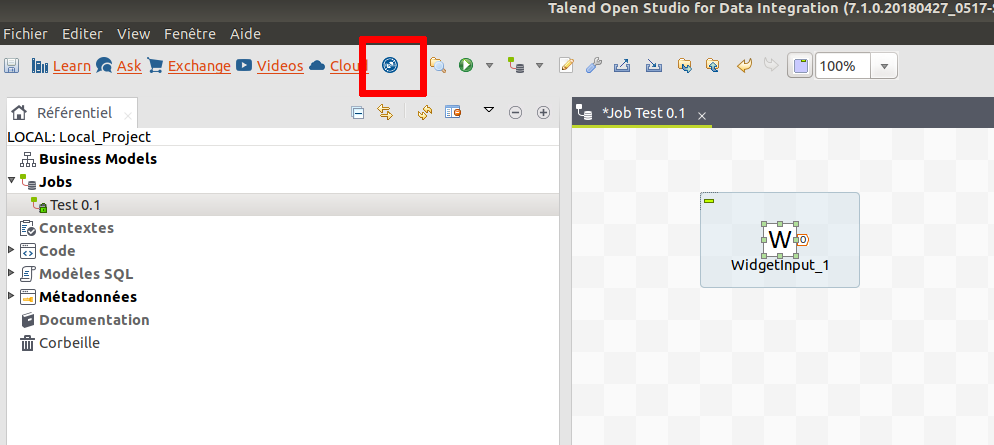 Talend Open Studio for Data Integration (7.1.0.20180427_0517-
Fichier Editer View Fenêtre Aide
Learn Ask Exchange Videos Cloud 100%
Référentiel
*Job Test 0.1
LOCAL: Local_Project
Business Models
Jobs
Test 0.1
Contextes
Code
Modèles SQL
Métadonnées
Documentation
Corbeille
W
WidgetInput_1